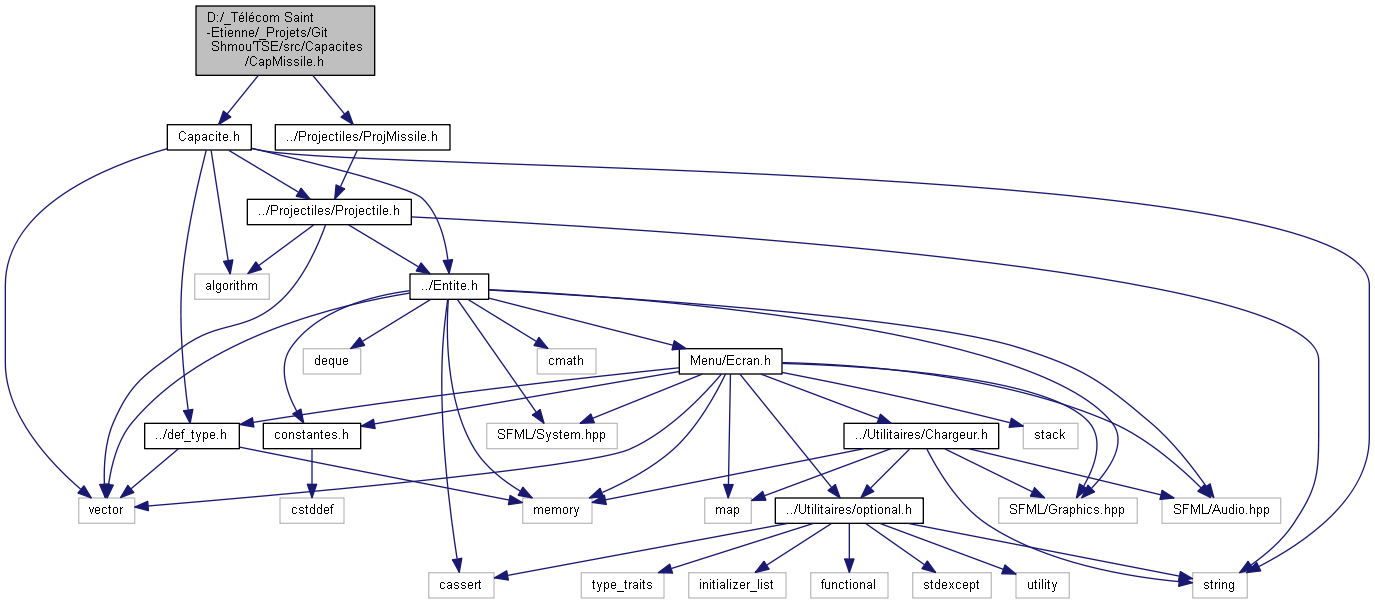 D:/_Télécom Saint
-Etienne/_Projets/Git
Shmou'TSE/src/Capacites
/CapMissile.h
Capacite.h
../Projectiles/ProjMissile.h
../Projectiles/Projectile.h
algorithm
../Entite.h
deque
cmath
Menu/Ecran.h
../def_type.h
constantes.h
SFML/System.hpp
../Utilitaires/Chargeur.h
stack
vector
cstddef
memory
map
../Utilitaires/optional.h
SFML/Graphics.hpp
SFML/Audio.hpp
cassert
type_traits
initializer_list
functional
stdexcept
utility
string